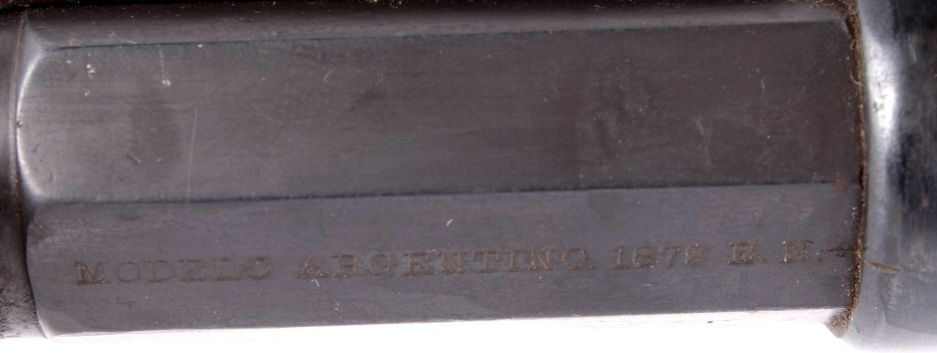 MODELO ARGENTINO. 1879 E. N.